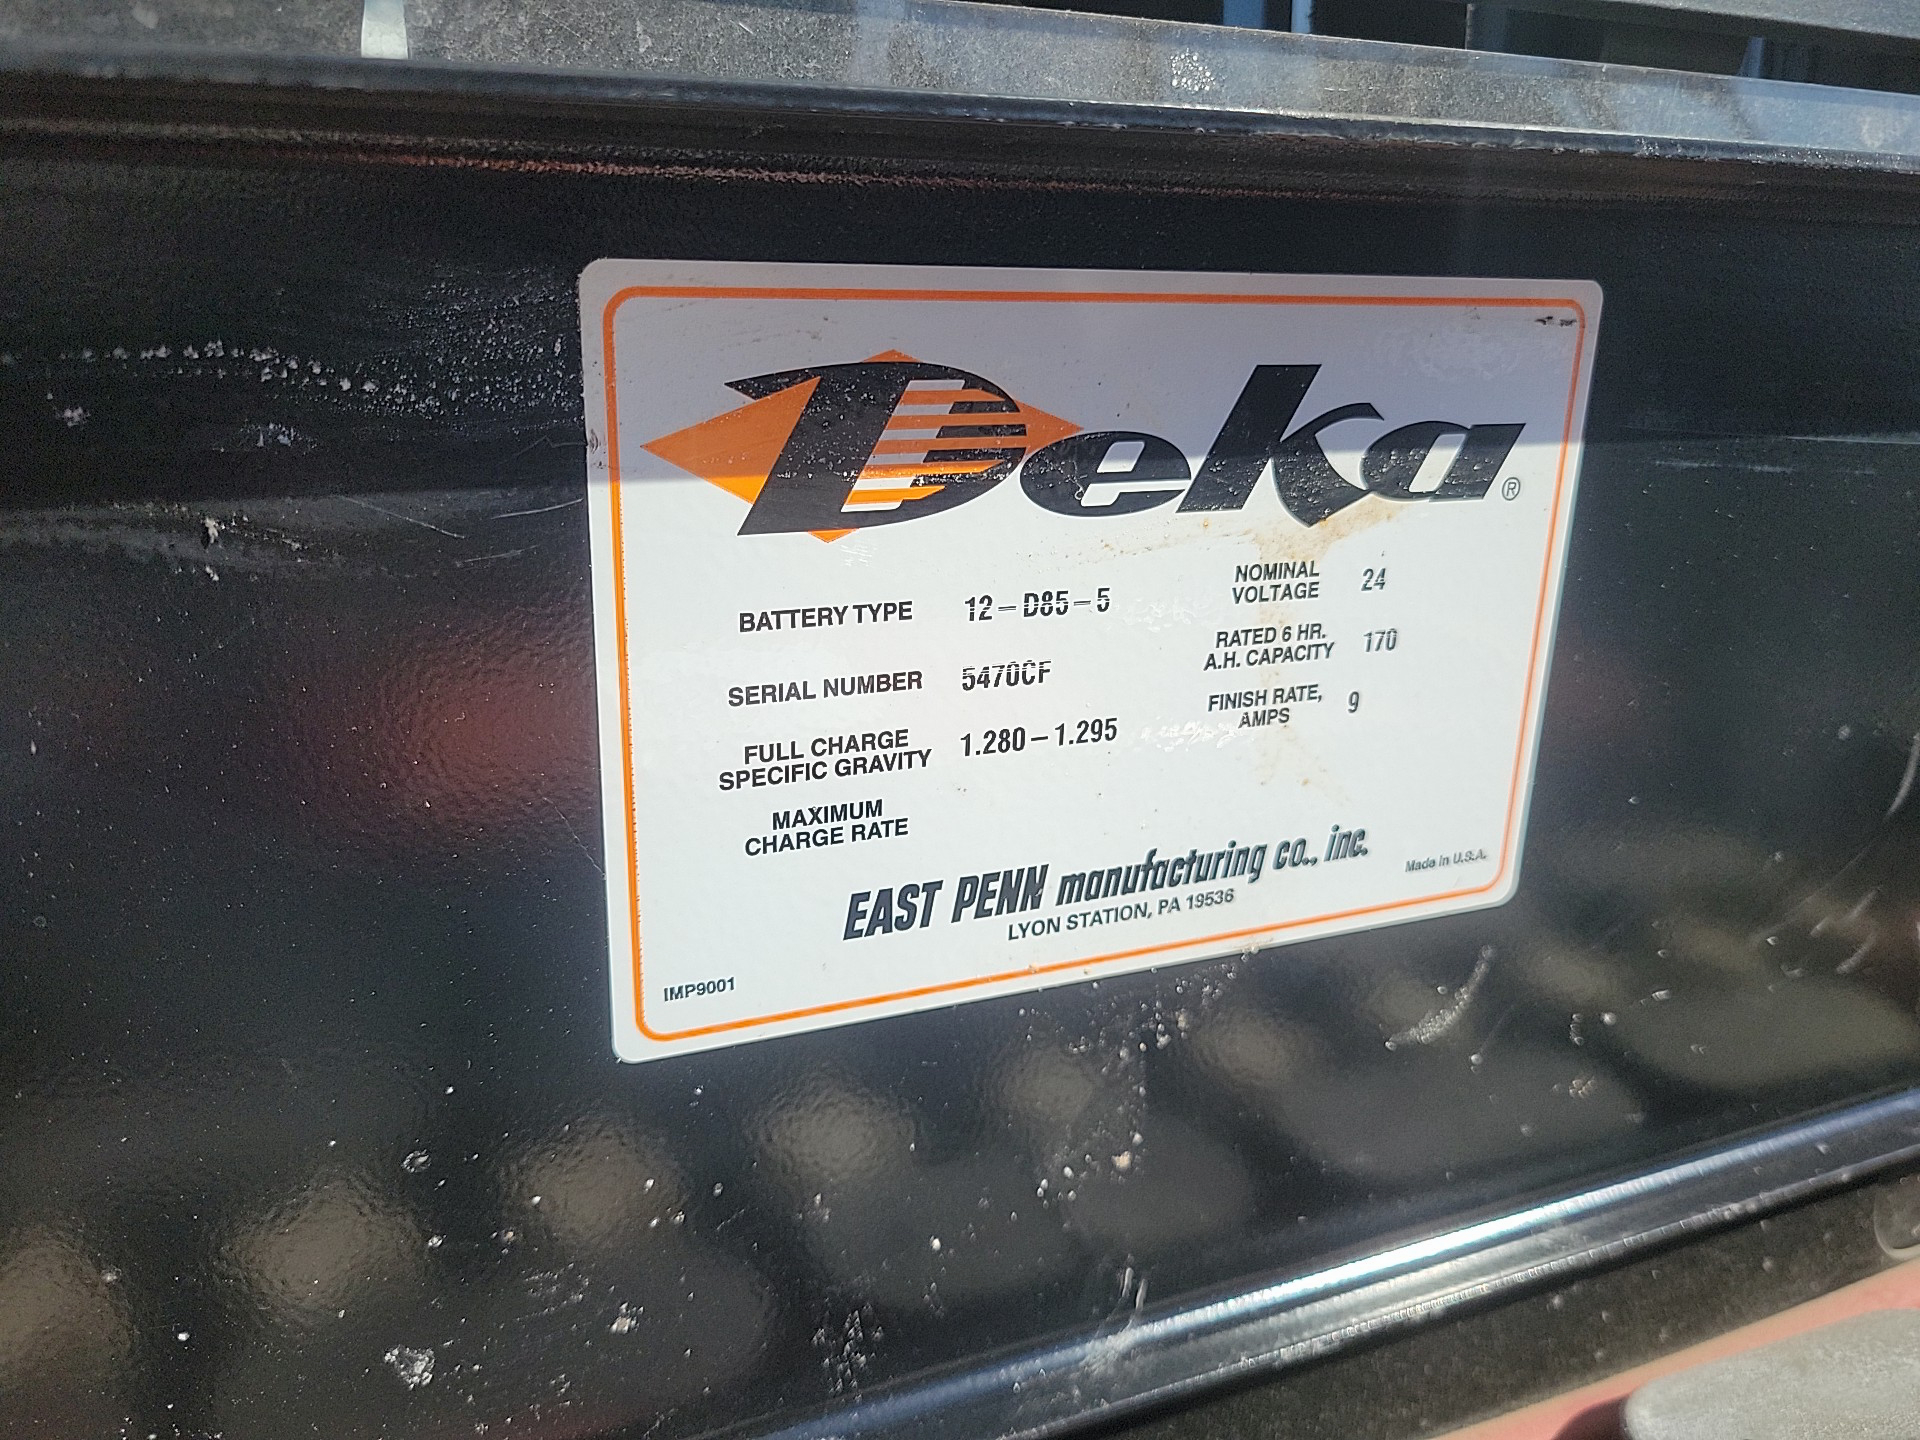 Deka®
BATTERY TYPE 12-D85-5
NOMINAL VOLTAGE 24
SERIAL NUMBER 5470CF
RATED 6 HR. A.H. CAPACITY 170
FULL CHARGE SPECIFIC GRAVITY 1.280-1.295
FINISH RATE, AMPS 9
MAXIMUM CHARGE RATE
EAST PENN manufacturing co., inc.
LYON STATION, PA 19536
Made in U.S.A.
IMP9001